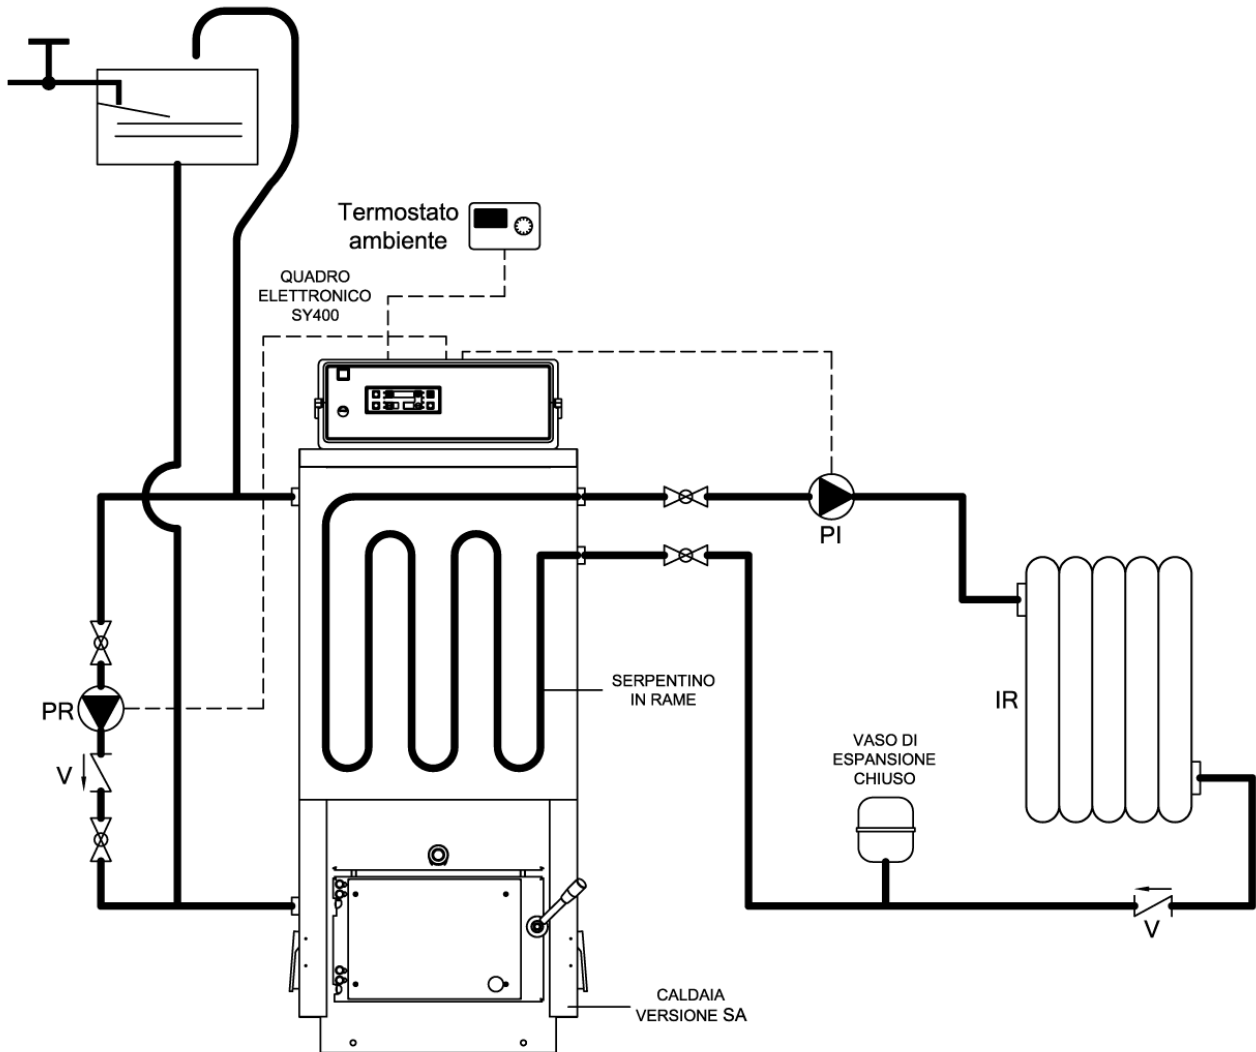 Termostato
ambiente
QUADRO
ELETTRONICO
SY400
PI
SERPENTINO
IN RAME
PR
IR
V
VASO DI
ESPANSIONE
CHIUSO
V
CALDAIA
VERSIONE SA